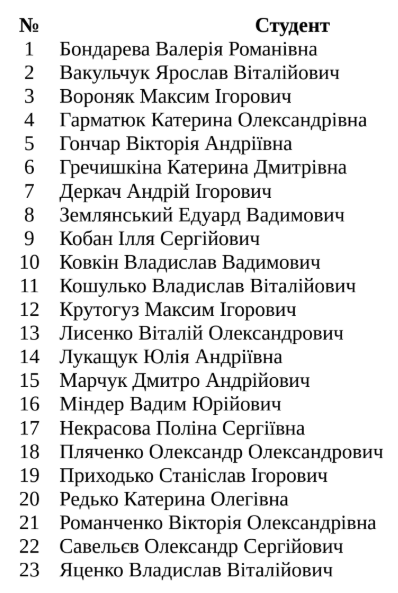 № Студент
1 Бондарева Валерія Романівна
2 Вакульчук Ярослав Віталійович
3 Вороняк Максим Ігорович
4 Гарматюк Катерина Олександрівна
5 Гончар Вікторія Андріївна
6 Гречишкіна Катерина Дмитрівна
7 Деркач Андрій Ігорович
8 Землянський Едуард Вадимович
9 Кобан Ілля Сергійович
10 Ковкін Владислав Вадимович
11 Кошулько Владислав Віталійович
12 Крутогуз Максим Ігорович
13 Лисенко Віталій Олександрович
14 Лукащук Юлія Андріївна
15 Марчук Дмитро Андрійович
16 Міндер Вадим Юрійович
17 Некрасова Поліна Сергіївна
18 Пляченко Олександр Олександрович
19 Приходько Станіслав Ігорович
20 Редько Катерина Олегівна
21 Романченко Вікторія Олександрівна
22 Савельєв Олександр Сергійович
23 Яценко Владислав Віталійович